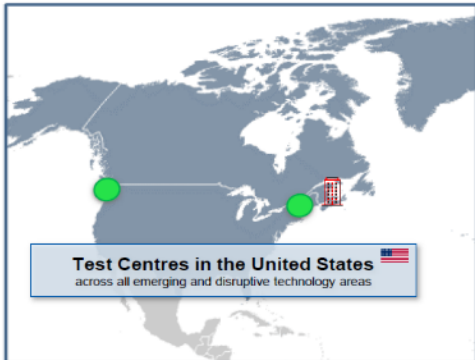 Test Centres in the United States
across all emerging and disruptive technology areas